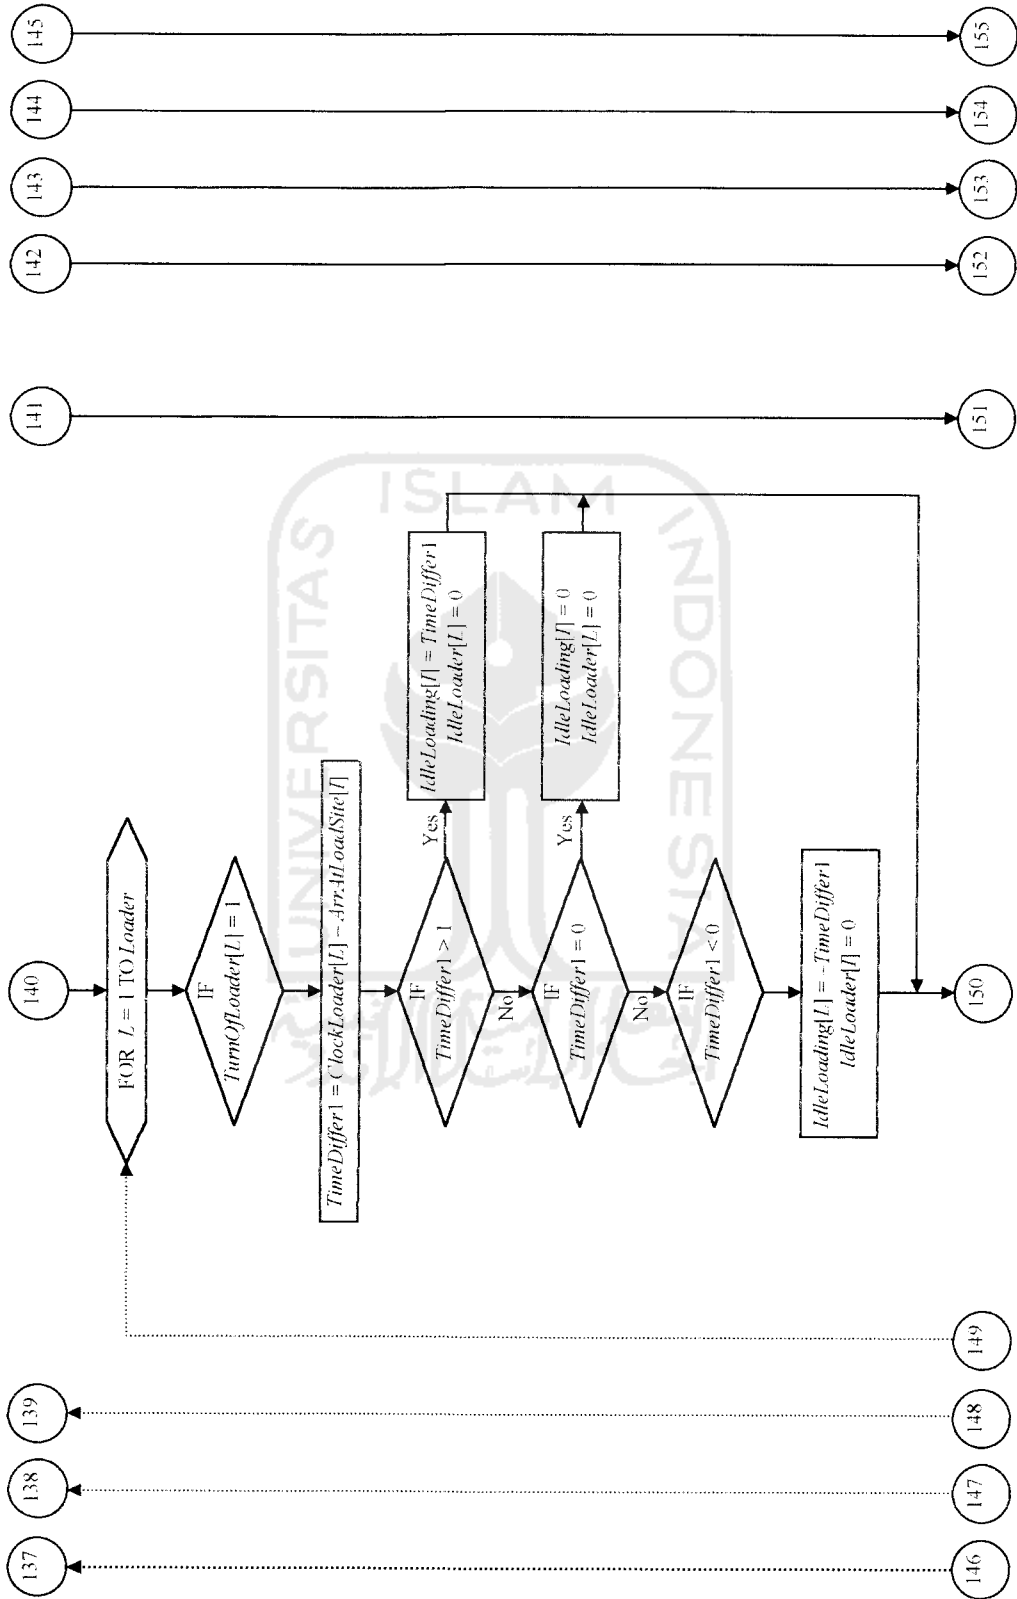 145
144
143
142
141
140
139
138
137
FOR L = 1 TO Loader
IF
TurnOfLoader[L] = 1
TimeDiffer1 = ClockLoader[L] − ArrAtLoadSite[I]
IF
TimeDiffer1 > 1
Yes
No
IdleLoading[I] = TimeDiffer1
IdleLoader[L] = 0
IF
TimeDiffer1 = 0
Yes
No
IdleLoading[I] = 0
IdleLoader[L] = 0
IF
TimeDiffer1 < 0
IdleLoading[L] = − TimeDiffer1
IdleLoader[I] = 0
155
154
153
152
151
150
149
148
147
146
UNIVERSITAS
ISLAM
INDONESIA